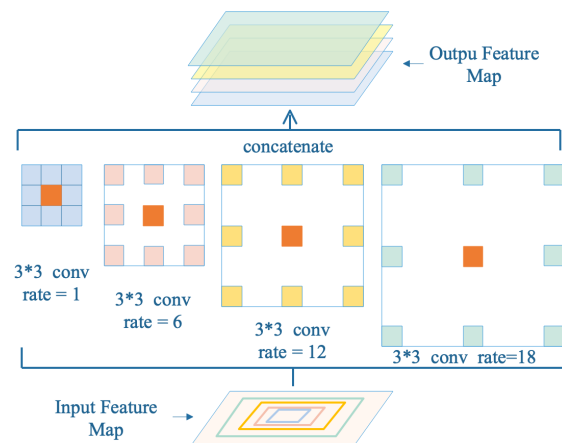 Outpu Feature
Map
concatenate
3*3 conv
rate = 1
3*3 conv
rate = 6
3*3 conv
rate = 12
3*3 conv rate=18
Input Feature
Map